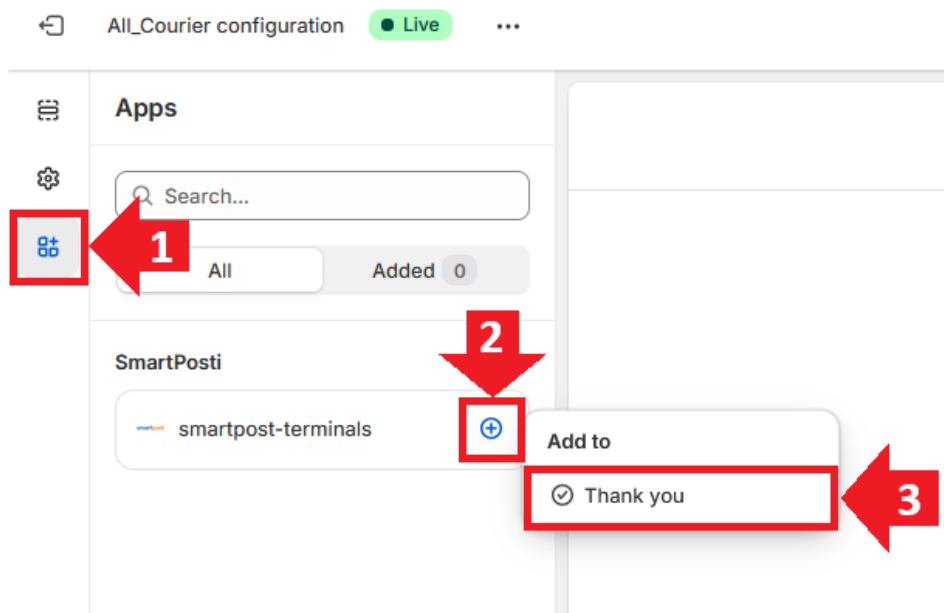 All_Courier configuration
Live
Apps
Search...
1
All
Added 0
2
SmartPosti
smartpost-terminals
Add to
Thank you
3